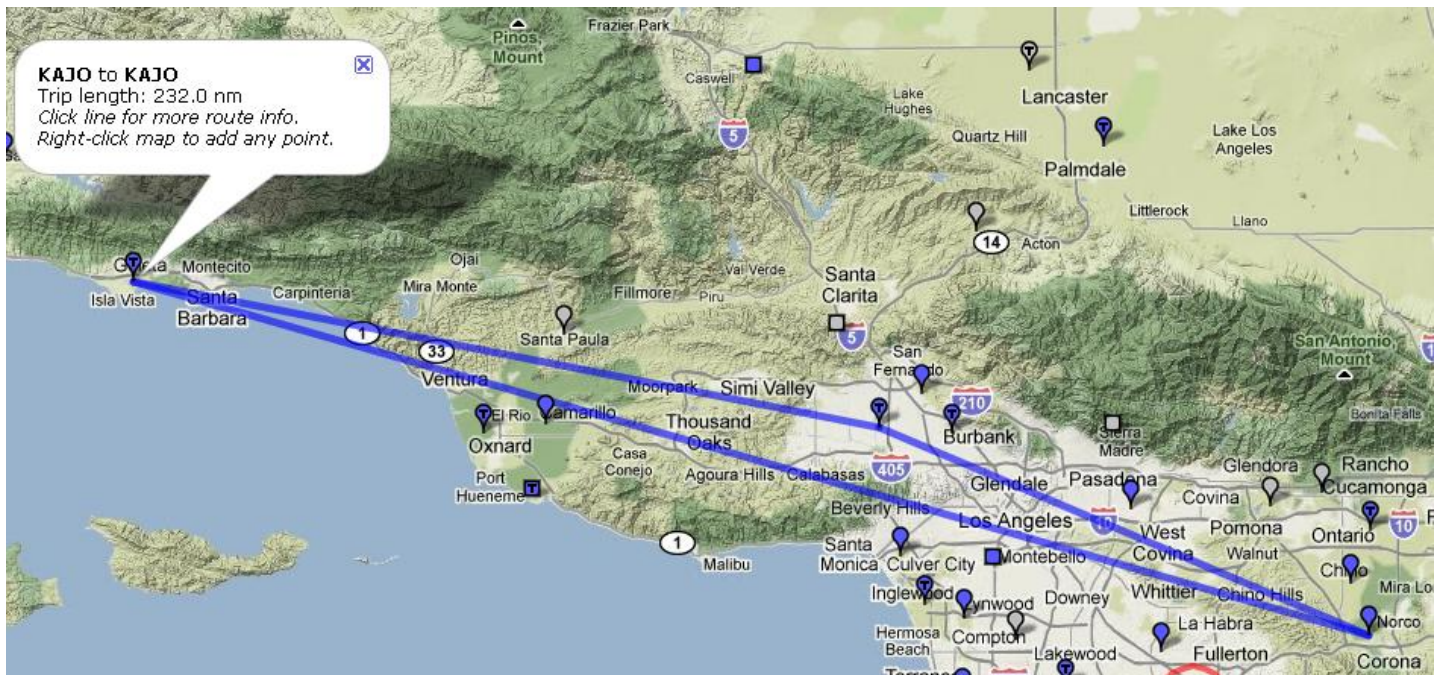 KAJO to KAJO
Trip length: 232.0 nm
Click line for more route info.
Right-click map to add any point.
Pinos
Mount
Frazier Park
Caswell
5
Lake
Hughes
Lancaster
Quartz Hill
Palmdale
Lake Los
Angeles
Littlerock
Llano
14
Acton
Montecito
Isla Vista
Santa
Barbara
Carpinteria
Ojai
Mira Monte
Fillmore
Piru
Val Verde
Santa
Clarita
5
1
33
Santa Paula
Ventura
San
Fernando
San Antonio
Mount
Moorpark
Simi Valley
210
Bonita Falls
El Rio
Camarillo
Oxnard
Thousand
Oaks
Burbank
Sierra
Madre
Casa
Conejo
Agoura Hills
Calabasas
405
Glendale
Pasadena
Glendora
Rancho
Cucamonga
Port
Hueneme
Covina
Beverly Hills
Los Angeles
10
West
Covina
Pomona
Ontario
10
1
Malibu
Santa
Monica
Culver City
Montebello
Walnut
Chino
Inglewood
Lynwood
Downey
Whittier
Chino Hills
Hermosa
Beach
Compton
La Habra
Norco
Lakewood
Fullerton
Corona